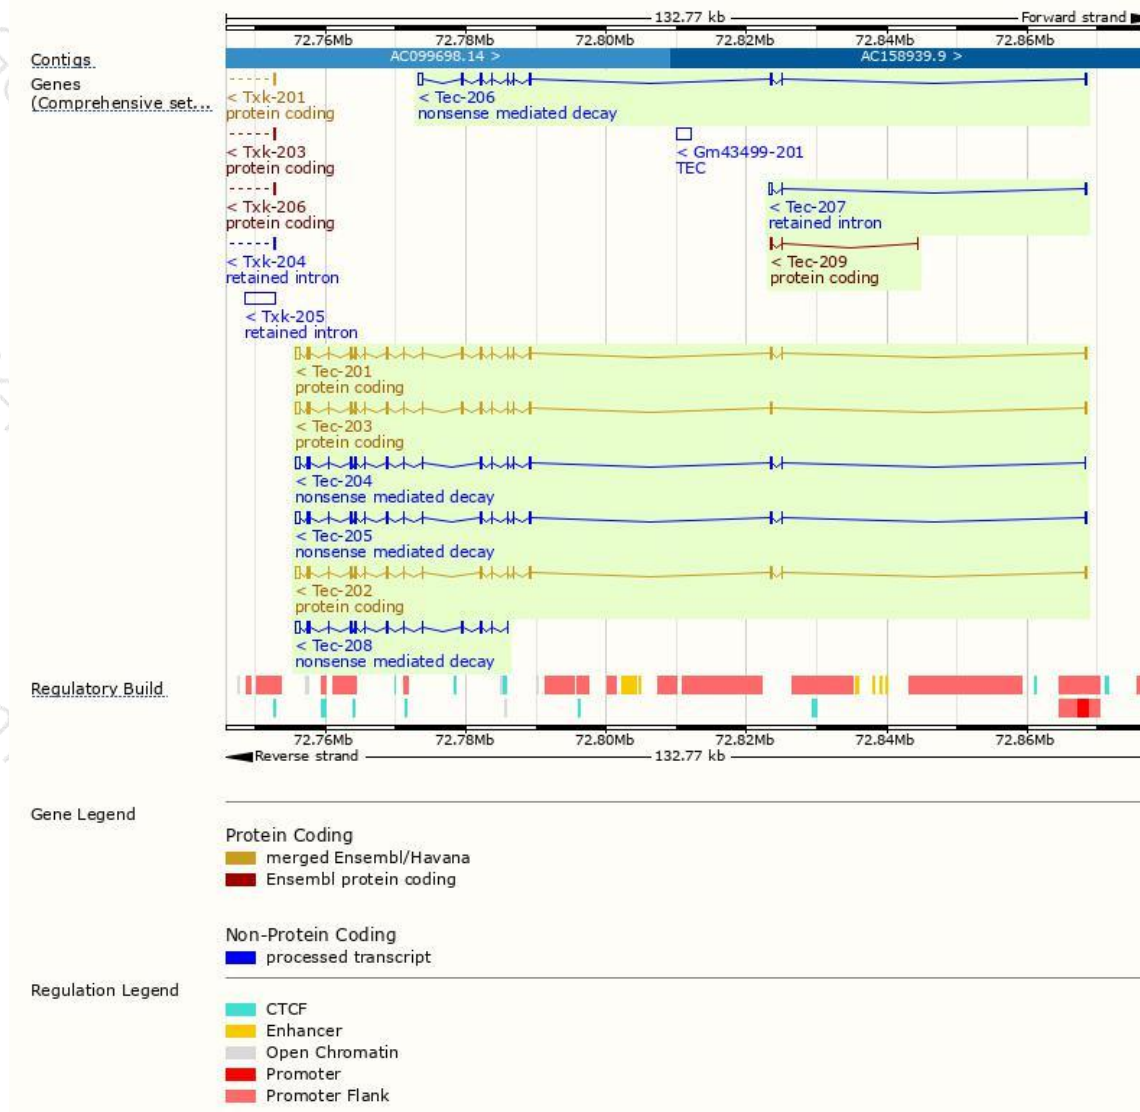 132.77 kb Forward strand
72.76Mb 72.78Mb 72.80Mb 72.82Mb 72.84Mb 72.86Mb
Contigs AC099698.14 > AC158939.9 >
Genes
(Comprehensive set...
< Txk-201 < Tec-206
protein coding nonsense mediated decay
< Txk-203 < Gm43499-201
protein coding TEC
< Txk-206 < Tec-207
protein coding retained intron
< Txk-204 < Tec-209
retained intron protein coding
< Txk-205
retained intron
< Tec-201
protein coding
< Tec-203
protein coding
< Tec-204
nonsense mediated decay
< Tec-205
nonsense mediated decay
< Tec-202
protein coding
< Tec-208
nonsense mediated decay
Regulatory Build
72.76Mb 72.78Mb 72.80Mb 72.82Mb 72.84Mb 72.86Mb
Reverse strand 132.77 kb
Gene Legend
Protein Coding
merged Ensembl/Havana
Ensembl protein coding
Non-Protein Coding
processed transcript
Regulation Legend
CTCF
Enhancer
Open Chromatin
Promoter
Promoter Flank